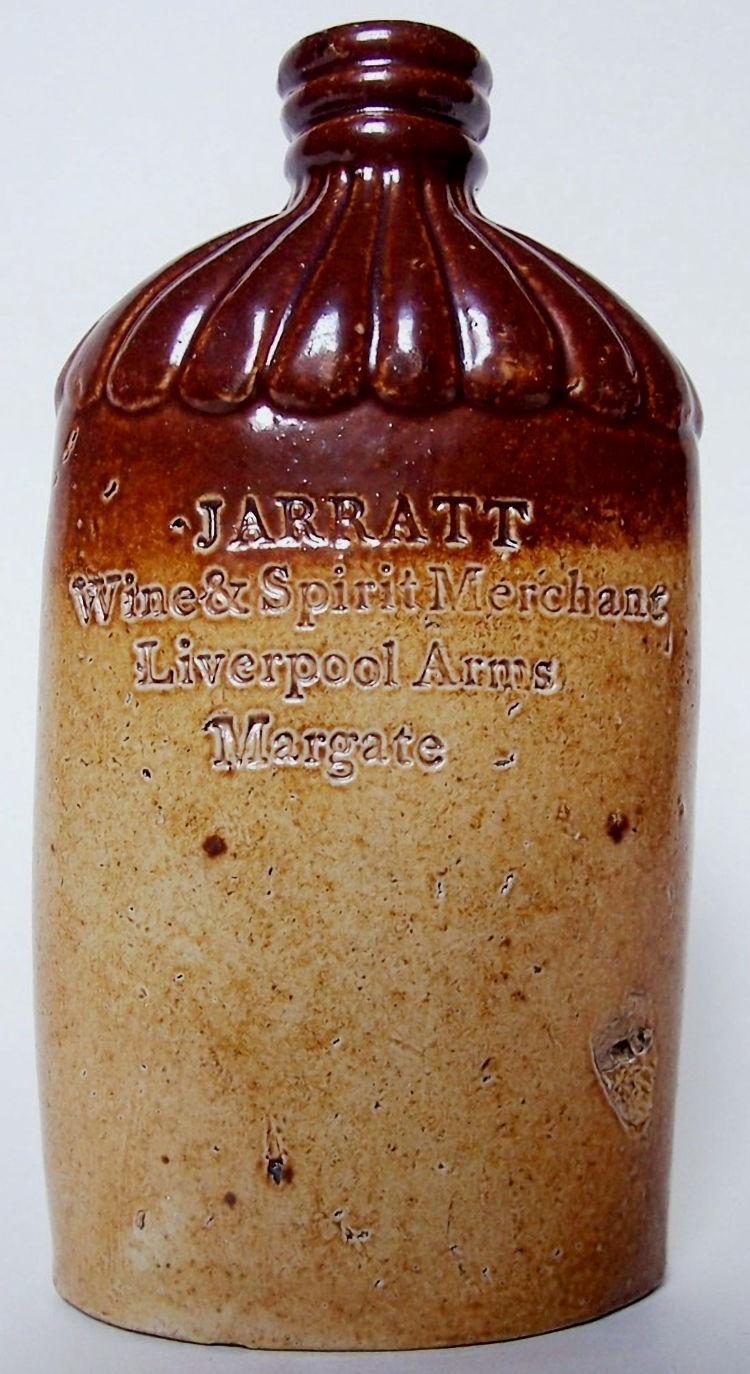 JARRATT
Wine & Spirit Merchant
Liverpool Arms
Margate